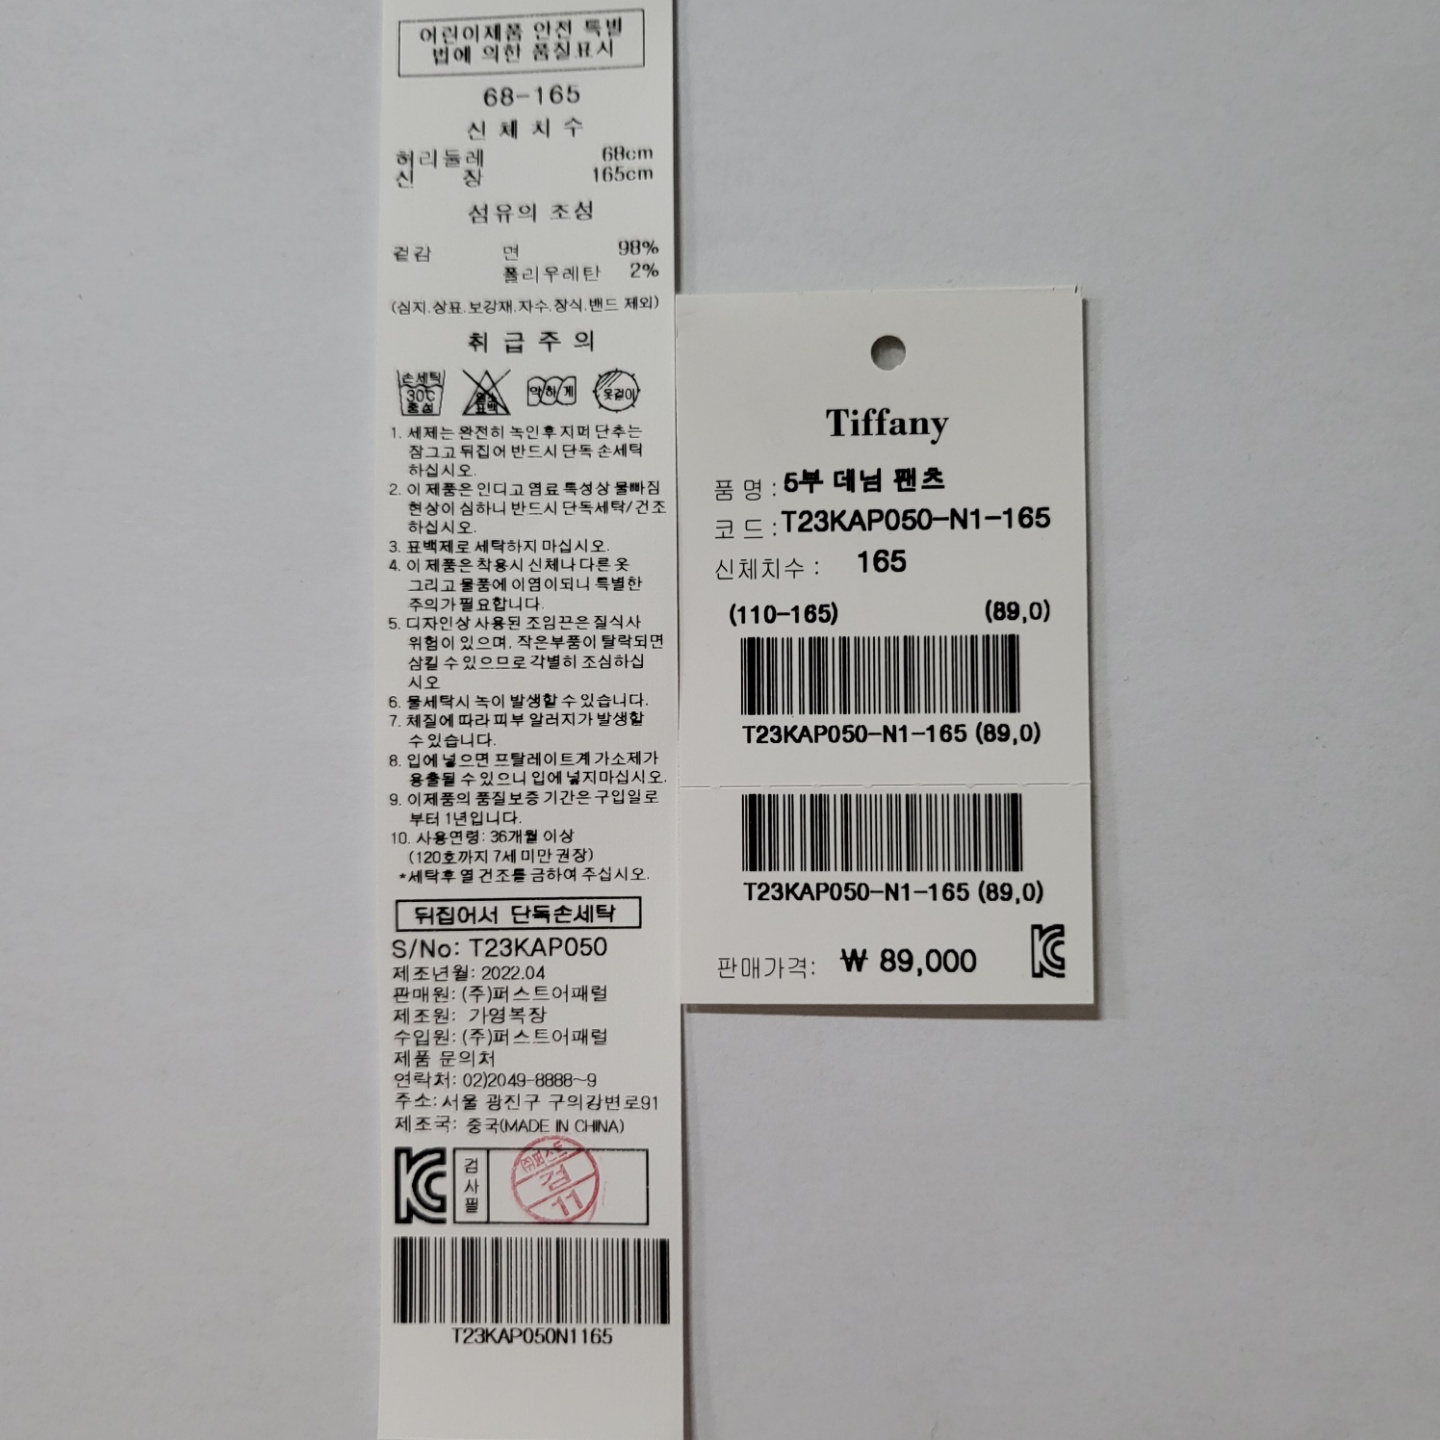 어린이제품 안전 특별
법에 의한 품질표시
68-165
신 체 치 수
허리둘레 68cm
신 장 165cm
섬유의 조성
겉감 면 98%
폴리우레탄 2%
(심지.상표.보강재.자수.장식.밴드 제외)
취 급 주 의
손세탁
30℃
중성
염소
표백
약하게
옷걸이
1. 세제는 완전히 녹인후 지퍼 단추는
잠그고 뒤집어 반드시 단독 손세탁
하십시오.
2. 이 제품은 인디고 염료 특성상 물빠짐
현상이 심하니 반드시 단독세탁/건조
하십시오.
3. 표백제로 세탁하지 마십시오.
4. 이 제품은 착용시 신체나 다른 옷
그리고 물품에 이염이되니 특별한
주의가 필요합니다.
5. 디자인상 사용된 조임끈은 질식사
위험이 있으며, 작은부품이 탈락되면
삼킬 수 있으므로 각별히 조심하십
시오
6. 물세탁시 녹이 발생할 수 있습니다.
7. 체질에 따라 피부 알러지가 발생할
수 있습니다.
8. 입에 넣으면 프탈레이트계 가소제가
용출될 수 있으니 입에 넣지마십시오.
9. 이제품의 품질보증 기간은 구입일로
부터 1년입니다.
10. 사용연령: 36개월 이상
(120호까지 7세 미만 권장)
*세탁후 열 건조를 금하여 주십시오.
뒤집어서 단독손세탁
S/No: T23KAP050
제조년월: 2022.04
판매원: (주)퍼스트어패럴
제조원: 가영복장
수입원: (주)퍼스트어패럴
제품 문의처
연락처: 02)2049-8888~9
주소: 서울 광진구 구의강변로91
제조국: 중국(MADE IN CHINA)
KC
검사필
(주)퍼스트
검
11
T23KAP050N1165
Tiffany
품 명 : 5부 데님 팬츠
코 드 : T23KAP050-N1-165
신체치수 : 165
(110-165) (89,0)
T23KAP050-N1-165 (89,0)
T23KAP050-N1-165 (89,0)
판매가격: ₩ 89,000
KC